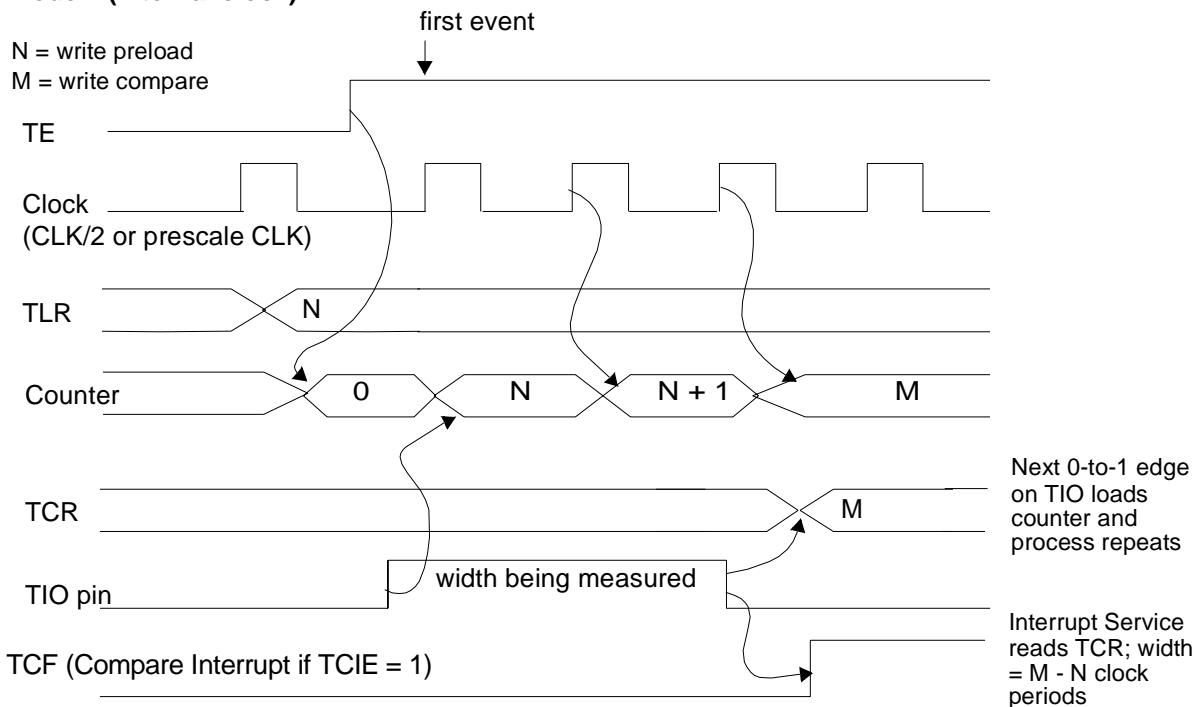 first event
N = write preload
M = write compare
TE
Clock
(CLK/2 or prescale CLK)
TLR
N
Counter
0
N
N + 1
M
TCR
M
Next 0-to-1 edge
on TIO loads
counter and
process repeats
TIO pin
width being measured
TCF (Compare Interrupt if TCIE = 1)
Interrupt Service
reads TCR; width
= M - N clock
periods